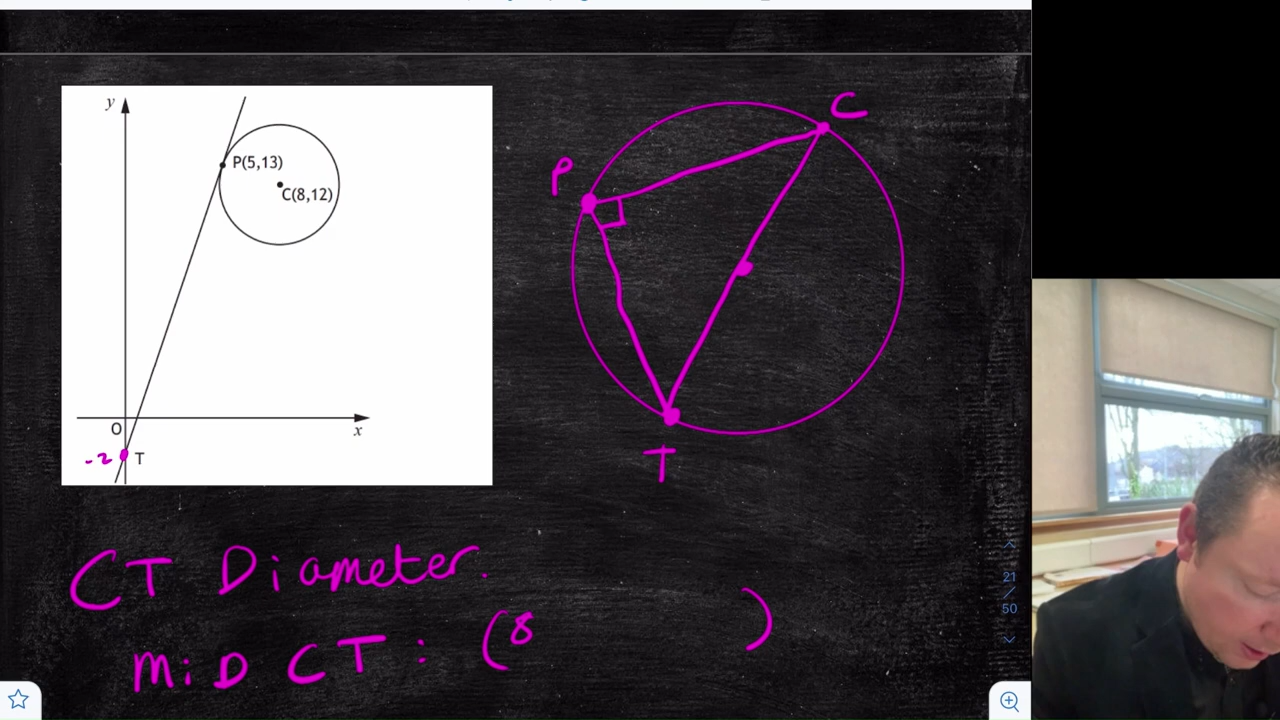 y
P(5,13)
C(8,12)
O
x
-2
T
C
P
T
CT Diameter.
MiD CT : (8 )
21
/
50